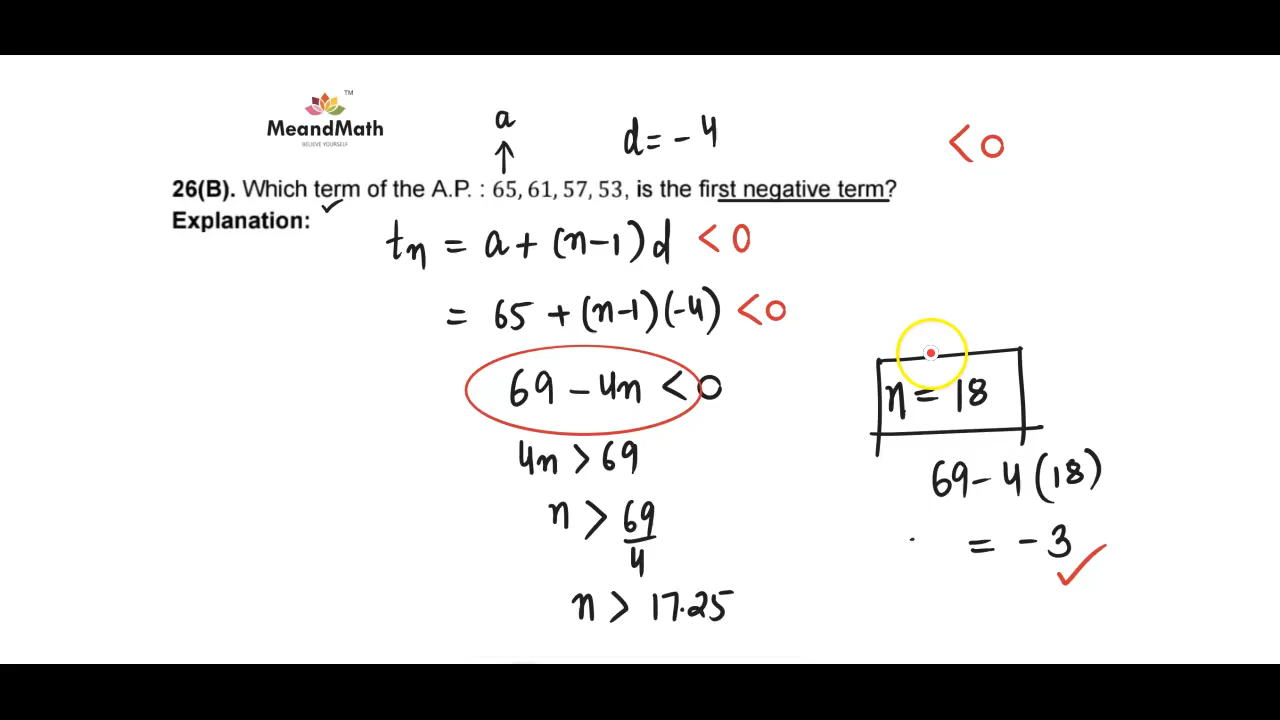 TM
MeandMath
BELIEVE YOURSELF
a
↑
d = - 4
< 0
26(B). Which term of the A.P. : 65, 61, 57, 53, is the first negative term?
Explanation:
tn = a + (n-1) d < 0
= 65 + (n-1)(-4) < 0
69 - 4n < 0
4n > 69
n > 69/4
n > 17.25
n = 18
69 - 4 (18)
= - 3